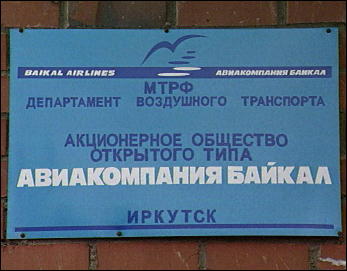 BAIKAL AIRLINES АВИАКОМПАНИЯ БАЙКАЛ
МТРФ
ДЕПАРТАМЕНТ ВОЗДУШНОГО ТРАНСПОРТА
АКЦИОНЕРНОЕ ОБЩЕСТВО
ОТКРЫТОГО ТИПА
АВИАКОМПАНИЯ БАЙКАЛ
ИРКУТСК